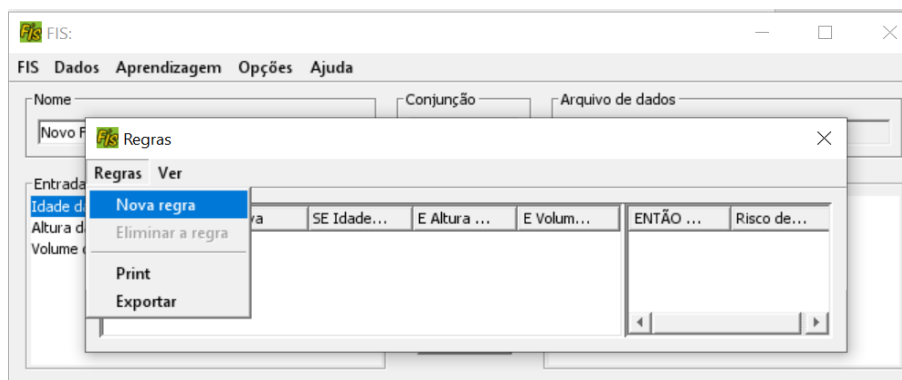 FIS:
FIS Dados Aprendizagem Opções Ajuda
Nome Conjunção Arquivo de dados
Novo F
Regras
Regras Ver
Entrada
Nova regra
Eliminar a regra
Print
Exportar
Idade d
Altura d
Volume
va SE Idade... E Altura ... E Volum... ENTÃO ... Risco de...